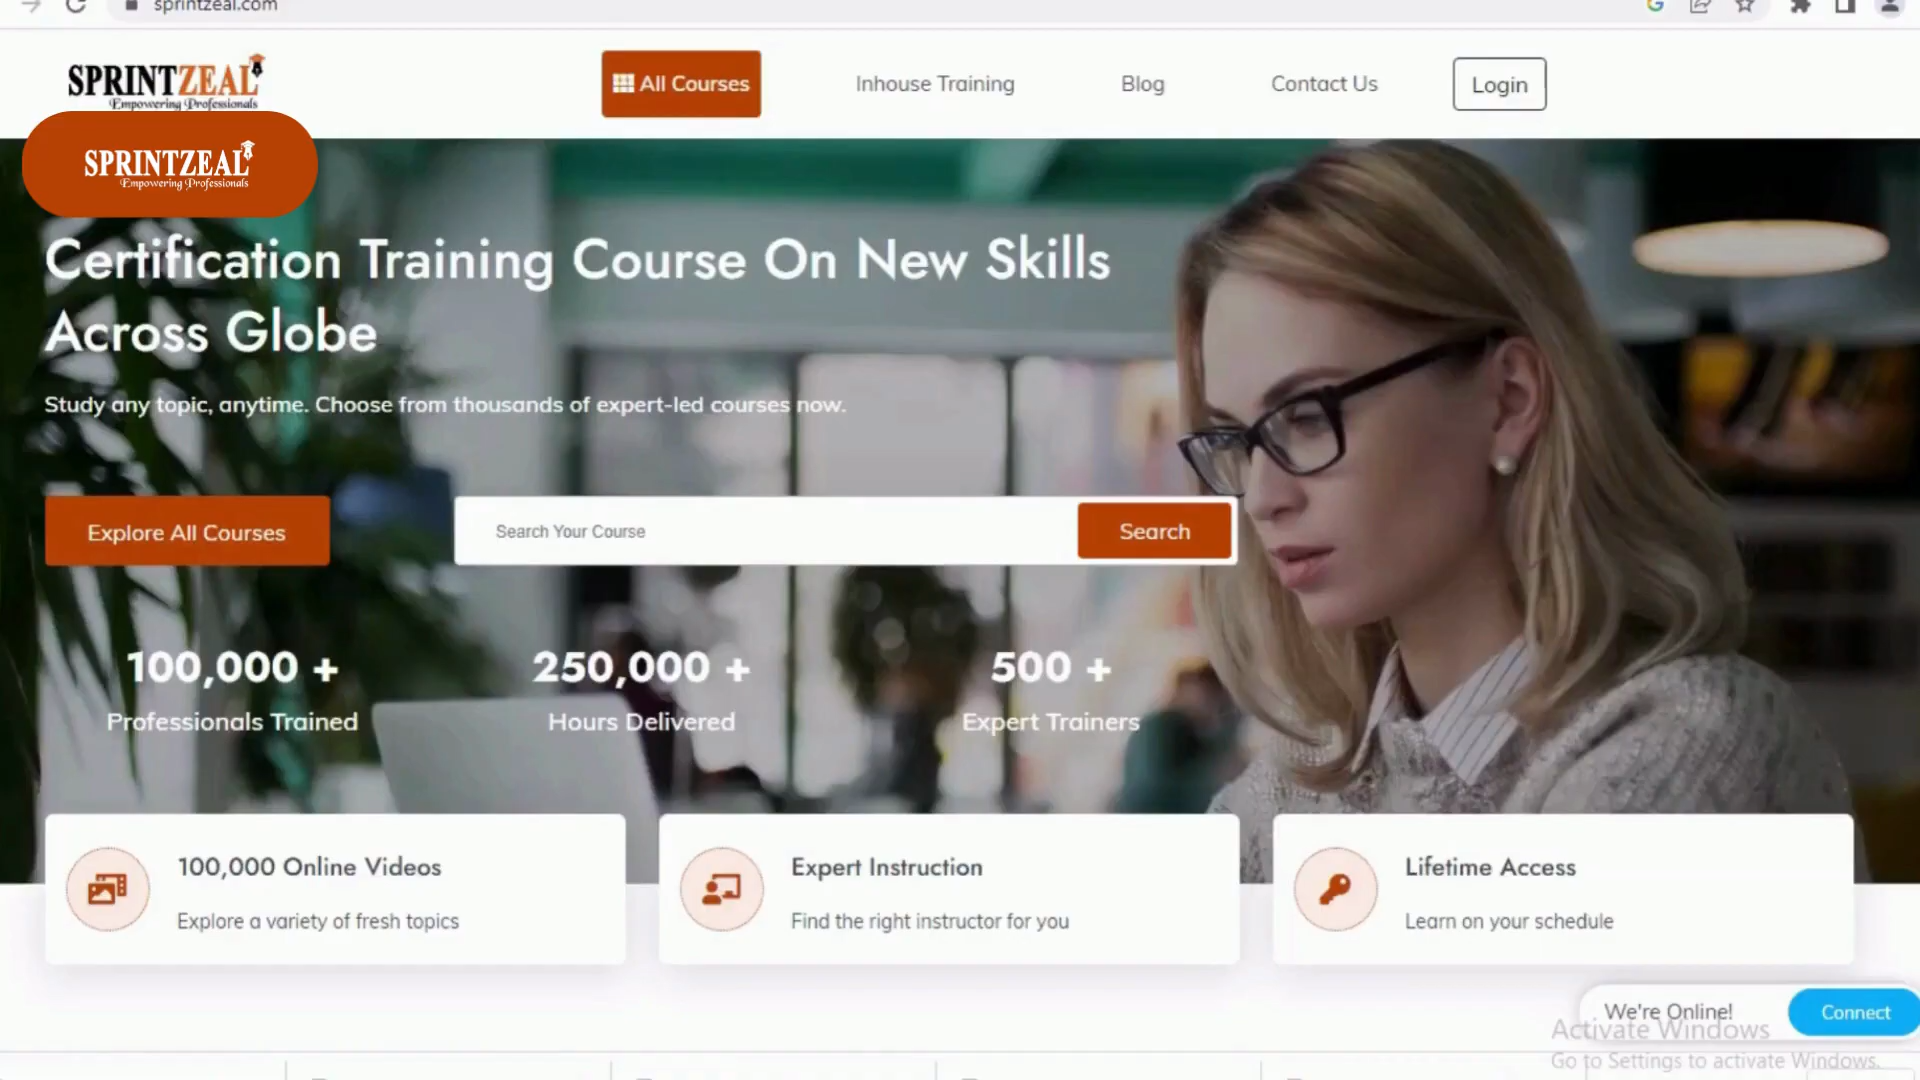 sprintzeal.com
SPRINTZEAL
Empowering Professionals
All Courses
Inhouse Training
Blog
Contact Us
Login
SPRINTZEAL
Empowering Professionals
Certification Training Course On New Skills
Across Globe
Study any topic, anytime. Choose from thousands of expert-led courses now.
Explore All Courses
Search Your Course
Search
100,000 +
250,000 +
500 +
Professionals Trained
Hours Delivered
Expert Trainers
100,000 Online Videos
Explore a variety of fresh topics
Expert Instruction
Find the right instructor for you
Lifetime Access
Learn on your schedule
We're Online!
Connect
Activate Windows
Go to Settings to activate Windows.